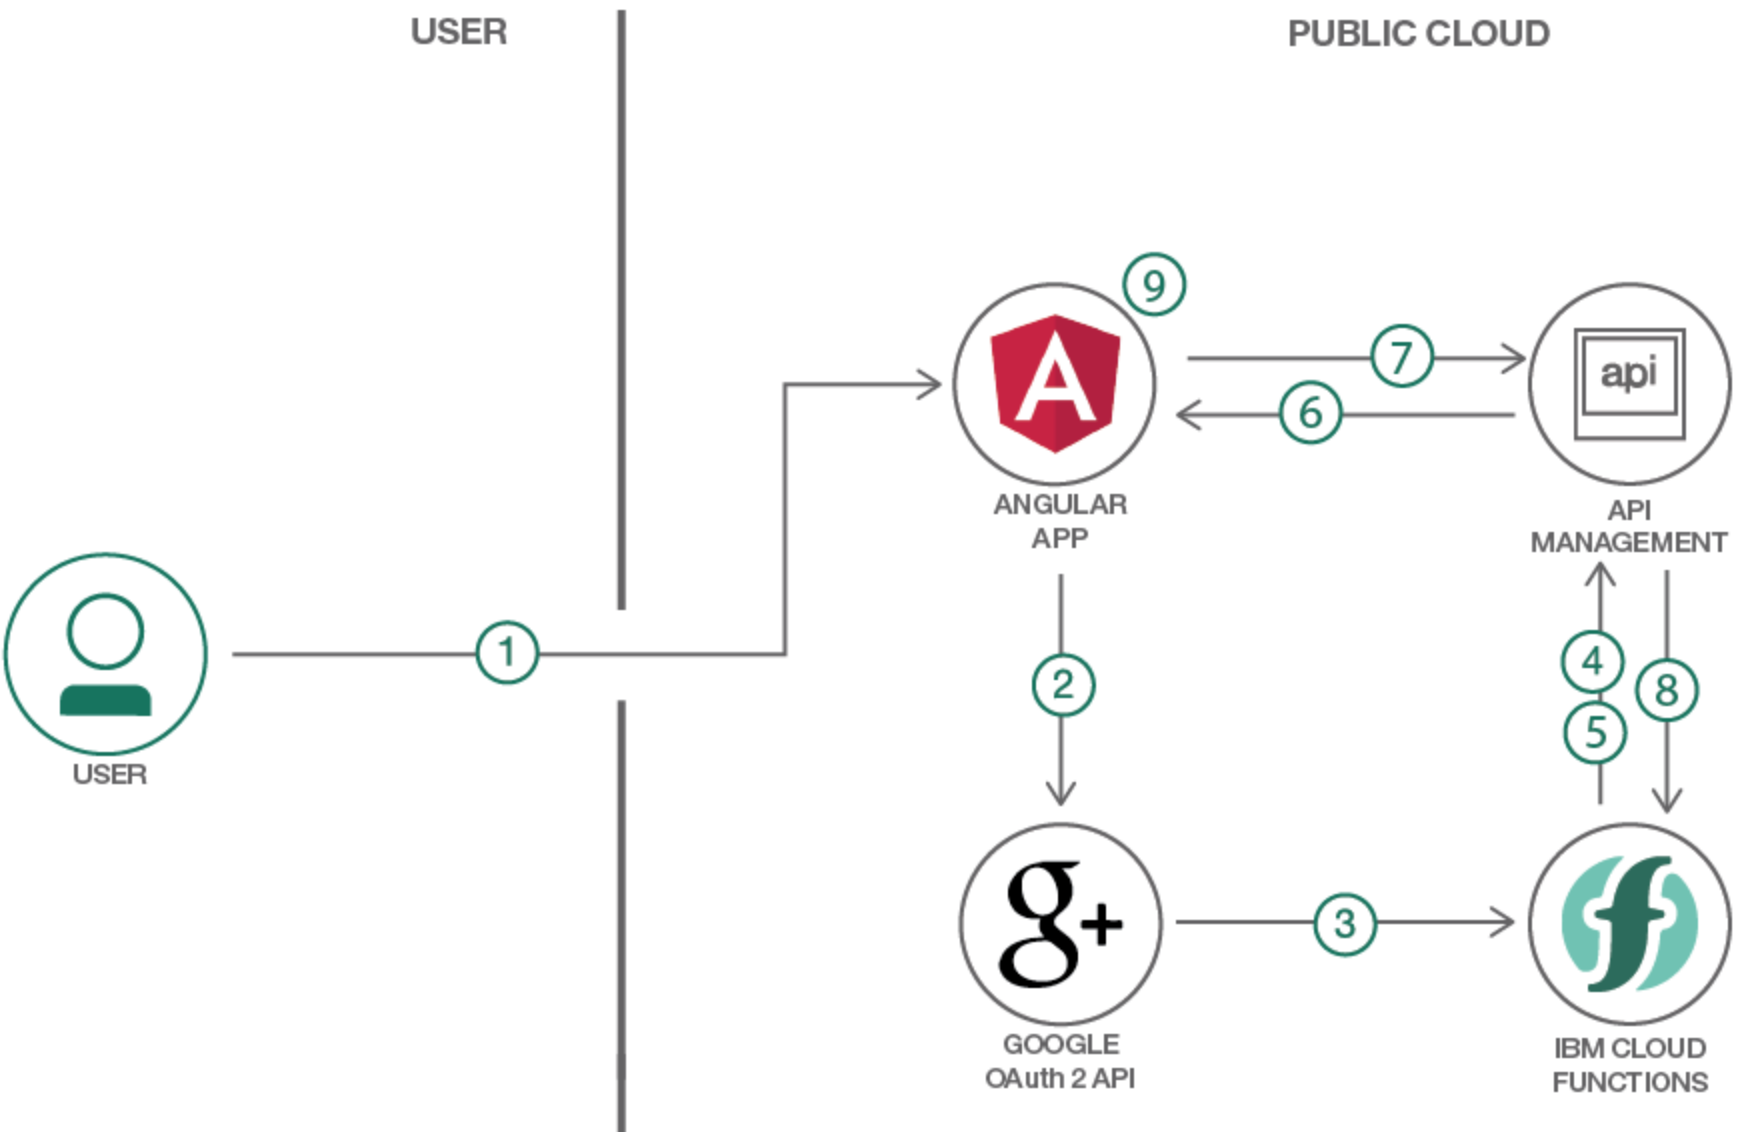 USER
PUBLIC CLOUD
9
7
api
6
ANGULAR
APP
API
MANAGEMENT
1
2
4
8
5
USER
g+
3
f
GOOGLE
OAuth 2 API
IBM CLOUD
FUNCTIONS
A